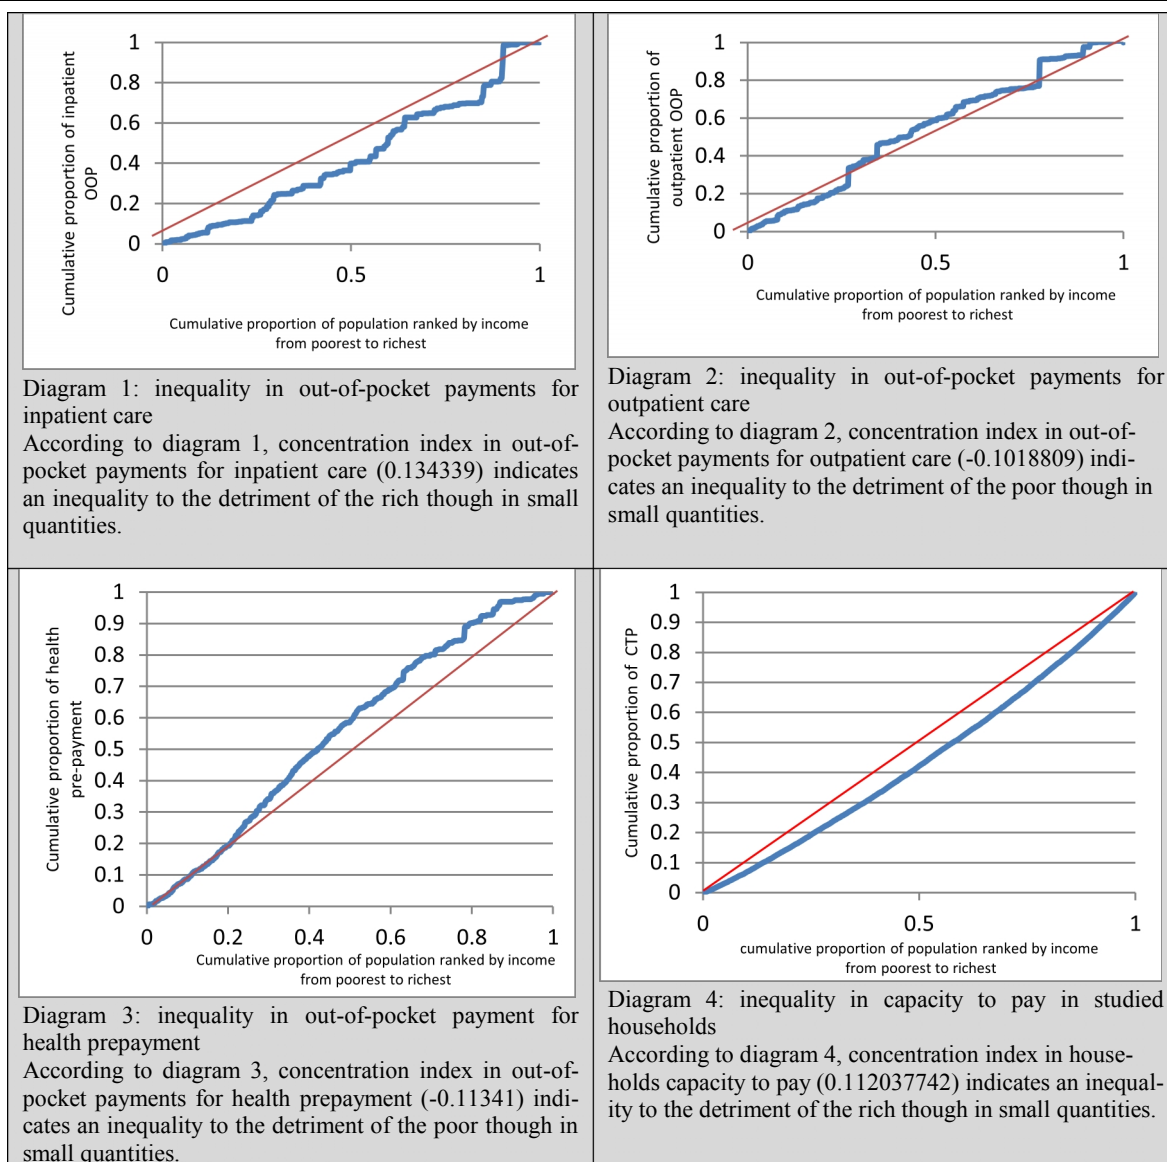 1
0.8
0.6
0.4
0.2
0
0
0.5
1
Cumulative proportion of inpatient
OOP
Cumulative proportion of population ranked by income
from poorest to richest
Diagram 1: inequality in out-of-pocket payments for
inpatient care
According to diagram 1, concentration index in out-of-
pocket payments for inpatient care (0.134339) indicates
an inequality to the detriment of the rich though in small
quantities.
1
0.8
0.6
0.4
0.2
0
0
0.5
1
Cumulative proportion of
outpatient OOP
Cumulative proportion of population ranked by income
from poorest to richest
Diagram 2: inequality in out-of-pocket payments for
outpatient care
According to diagram 2, concentration index in out-of-
pocket payments for outpatient care (-0.1018809) indi-
cates an inequality to the detriment of the poor though in
small quantities.
1
0.9
0.8
0.7
0.6
0.5
0.4
0.3
0.2
0.1
0
0
0.2
0.4
0.6
0.8
1
Cumulative proportion of health
pre-payment
Cumulative proportion of population ranked by income
from poorest to richest
Diagram 3: inequality in out-of-pocket payment for
health prepayment
According to diagram 3, concentration index in out-of-
pocket payments for health prepayment (-0.11341) indi-
cates an inequality to the detriment of the poor though in
small quantities.
1
0.9
0.8
0.7
0.6
0.5
0.4
0.3
0.2
0.1
0
0
0.5
1
Cumulative proportion of CTP
cumulative proportion of population ranked by income
from poorest to richest
Diagram 4: inequality in capacity to pay in studied
households
According to diagram 4, concentration index in house-
holds capacity to pay (0.112037742) indicates an inequal-
ity to the detriment of the rich though in small quantities.